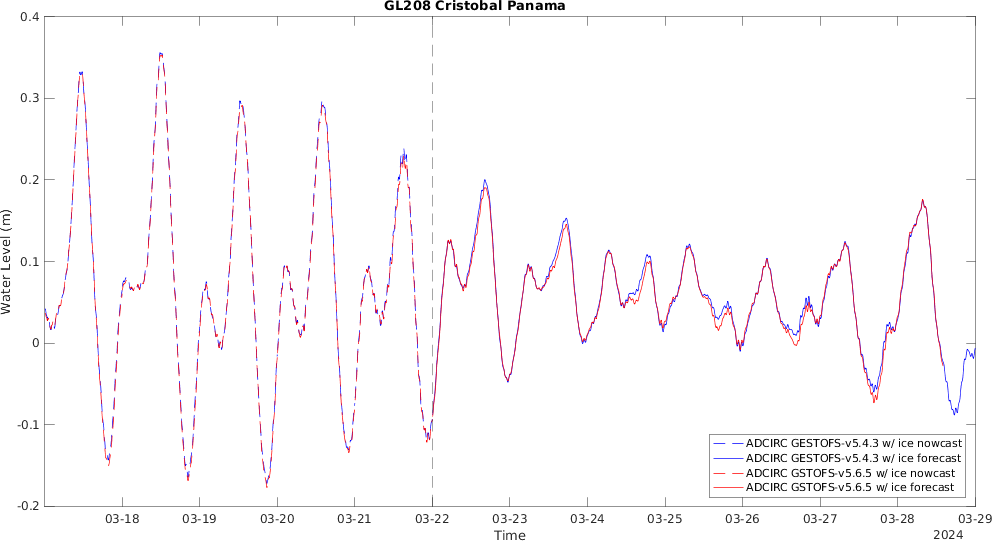 GL208 Cristobal Panama
0.4
0.3
0.2
0.1
0
-0.1
-0.2
Water Level (m)
ADCIRC GESTOFS-v5.4.3 w/ ice nowcast
ADCIRC GESTOFS-v5.4.3 w/ ice forecast
ADCIRC GSTOFS-v5.6.5 w/ ice nowcast
ADCIRC GSTOFS-v5.6.5 w/ ice forecast
03-18 03-19 03-20 03-21 03-22 03-23 03-24 03-25 03-26 03-27 03-28 03-29
Time
2024